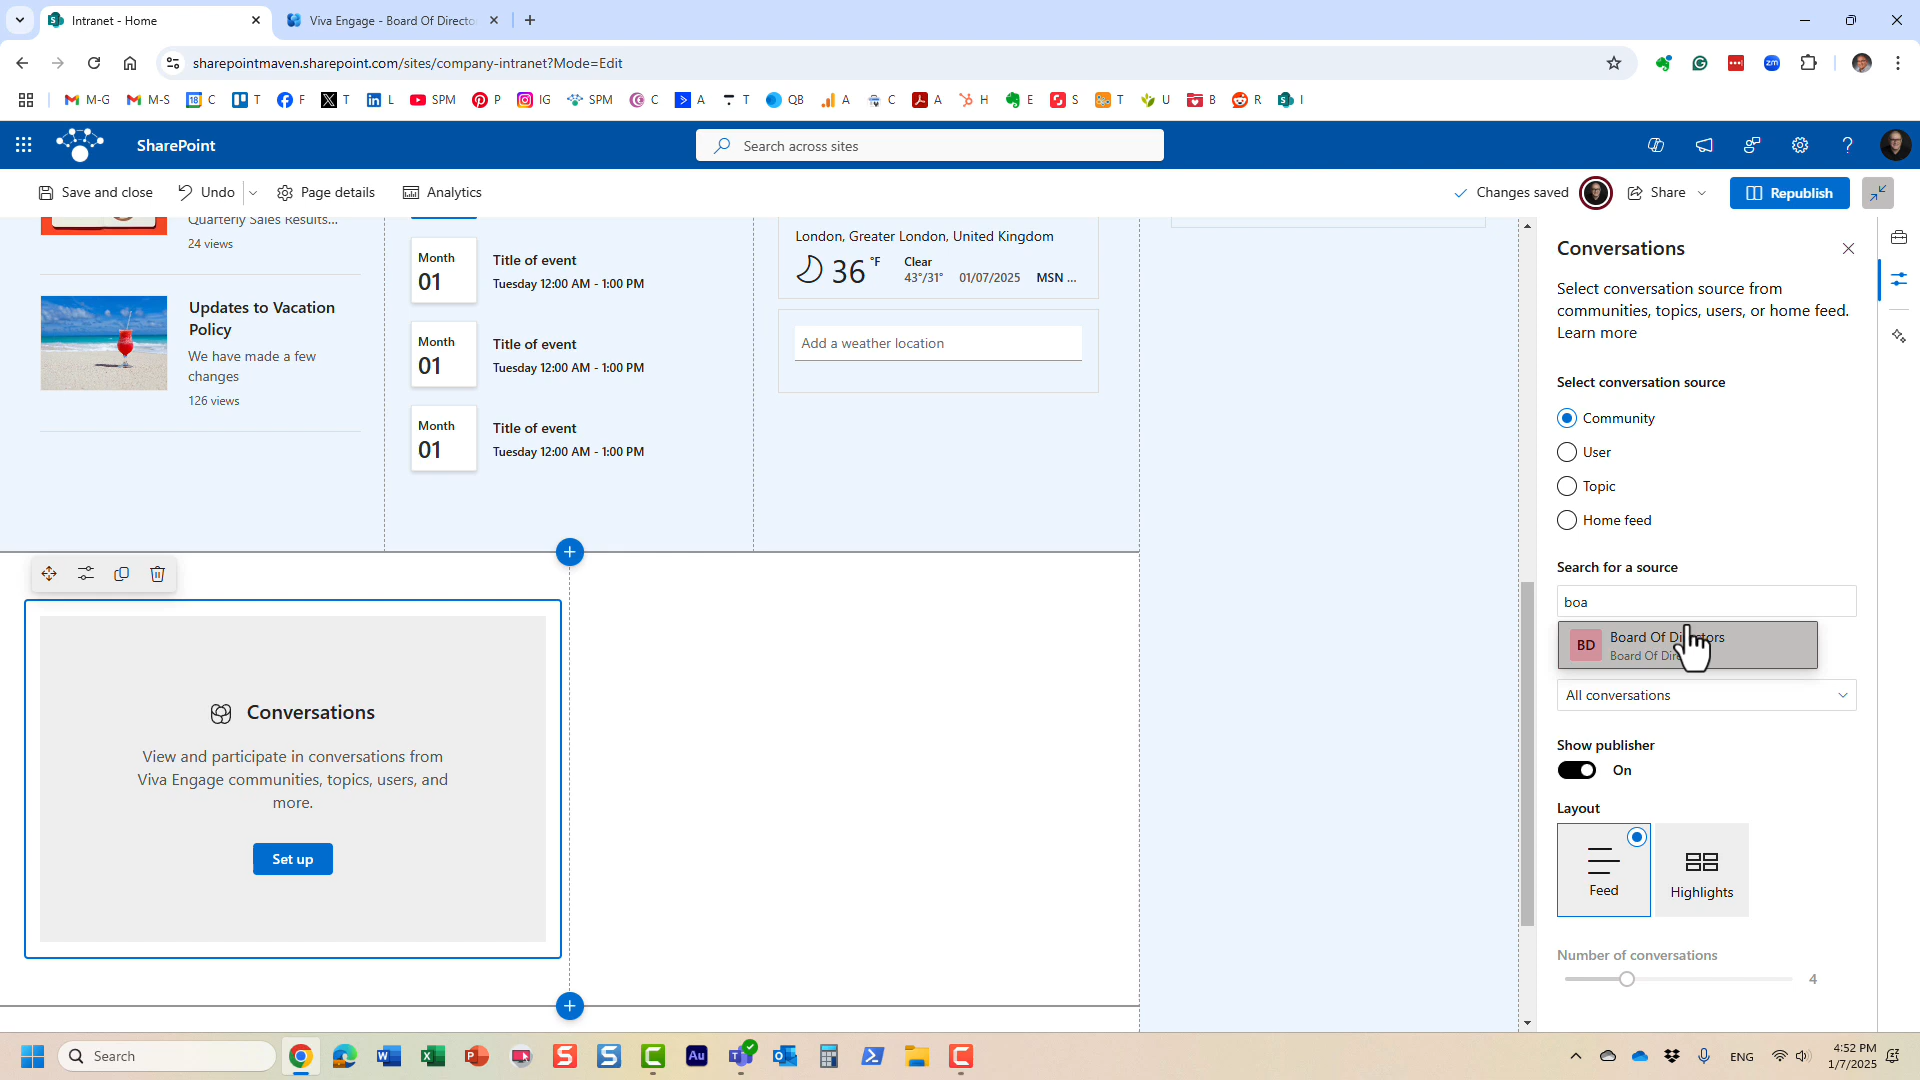 Intranet - Home
Viva Engage - Board Of Directo
sharepointmaven.sharepoint.com/sites/company-intranet?Mode=Edit
M-G
M-S
C
T
F
T
L
SPM
P
IG
SPM
C
A
T
QB
A
C
A
H
E
S
T
U
B
R
I
SharePoint
Search across sites
Save and close
Undo
Page details
Analytics
Changes saved
Share
Republish
Quarterly Sales Results...
24 views
Updates to Vacation
Policy
We have made a few
changes
126 views
Month
01
Title of event
Tuesday 12:00 AM - 1:00 PM
Month
01
Title of event
Tuesday 12:00 AM - 1:00 PM
Month
01
Title of event
Tuesday 12:00 AM - 1:00 PM
London, Greater London, United Kingdom
36 °F
Clear
43°/31°
01/07/2025
MSN ...
Add a weather location
Conversations
View and participate in conversations from
Viva Engage communities, topics, users, and
more.
Set up
Conversations
Select conversation source from
communities, topics, users, or home feed.
Learn more
Select conversation source
Community
User
Topic
Home feed
Search for a source
boa
BD
Board Of
Board Of
All conversations
Show publisher
On
Layout
Feed
Highlights
Number of conversations
4
Search
ENG
4:52 PM
1/7/2025